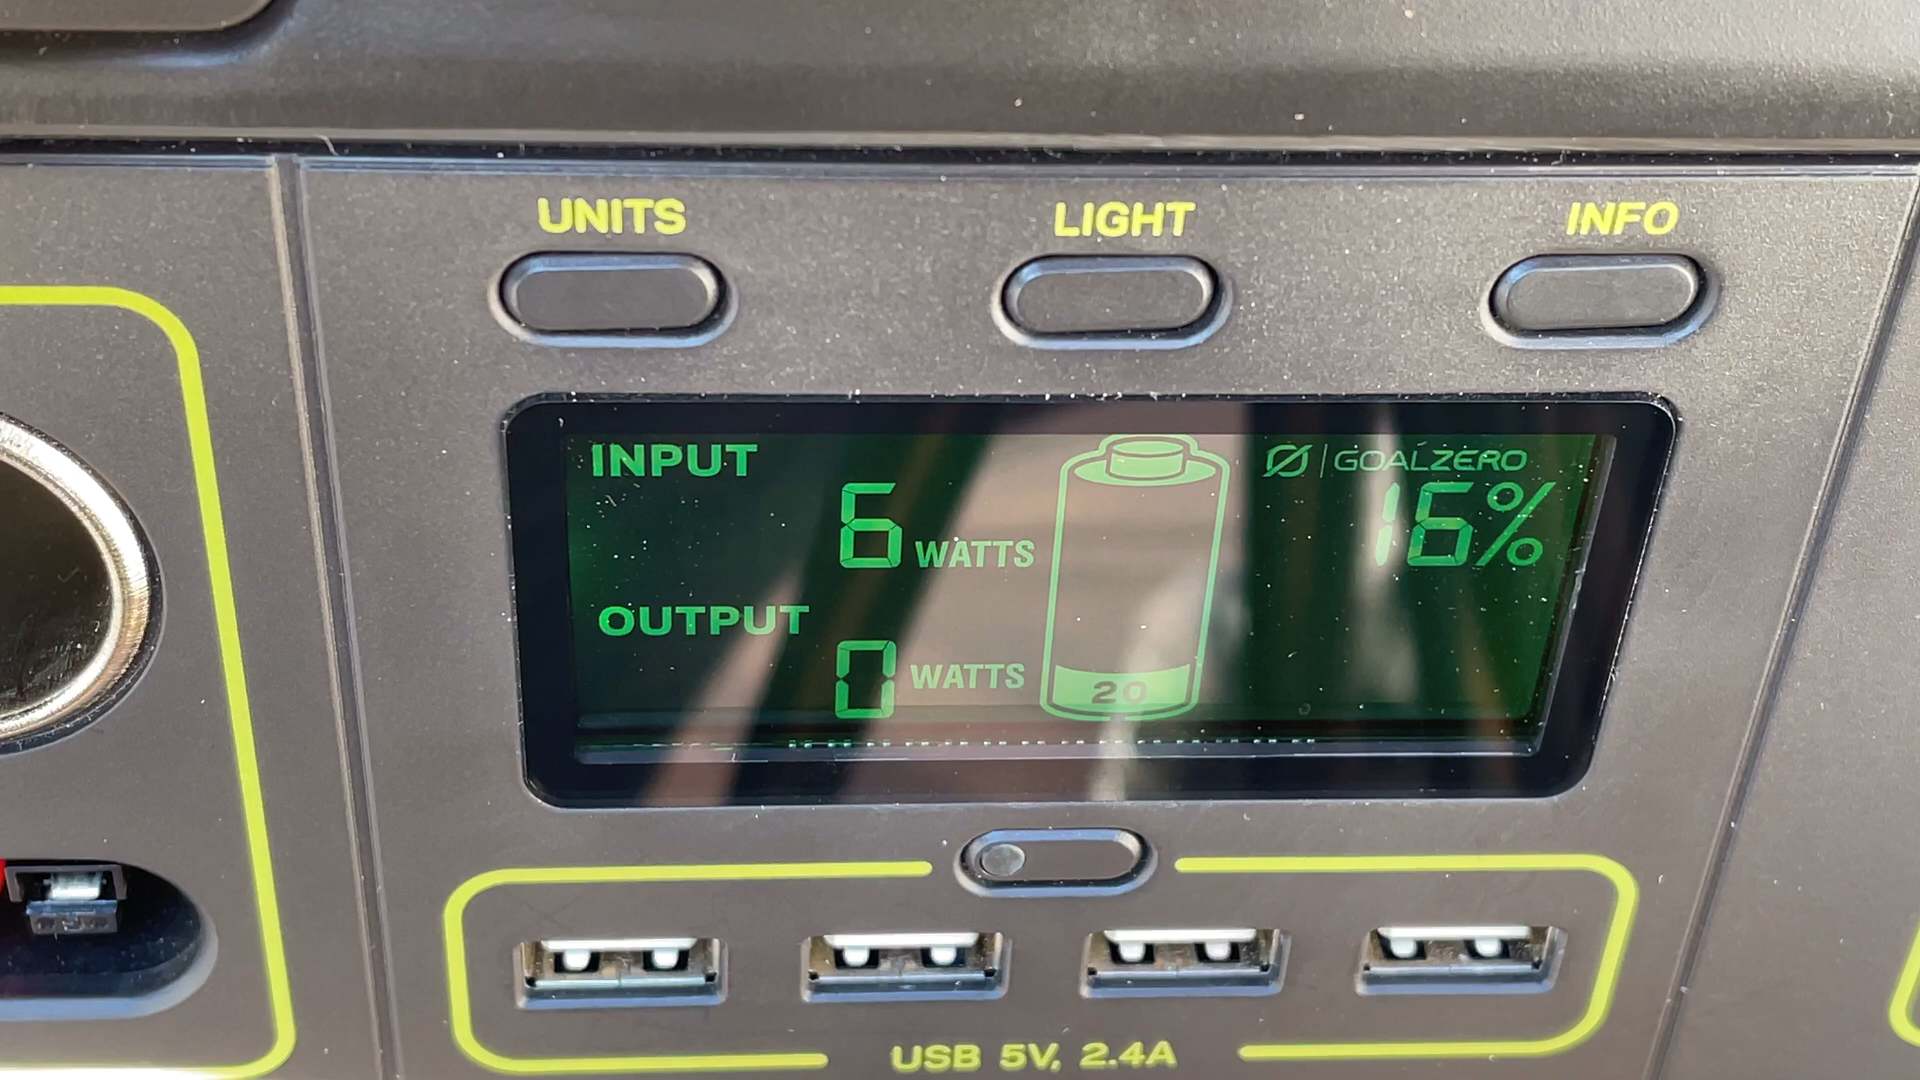 UNITS
LIGHT
INFO
INPUT
6 WATTS
OUTPUT
0 WATTS
20
GOALZERO
16%
USB 5V, 2.4A